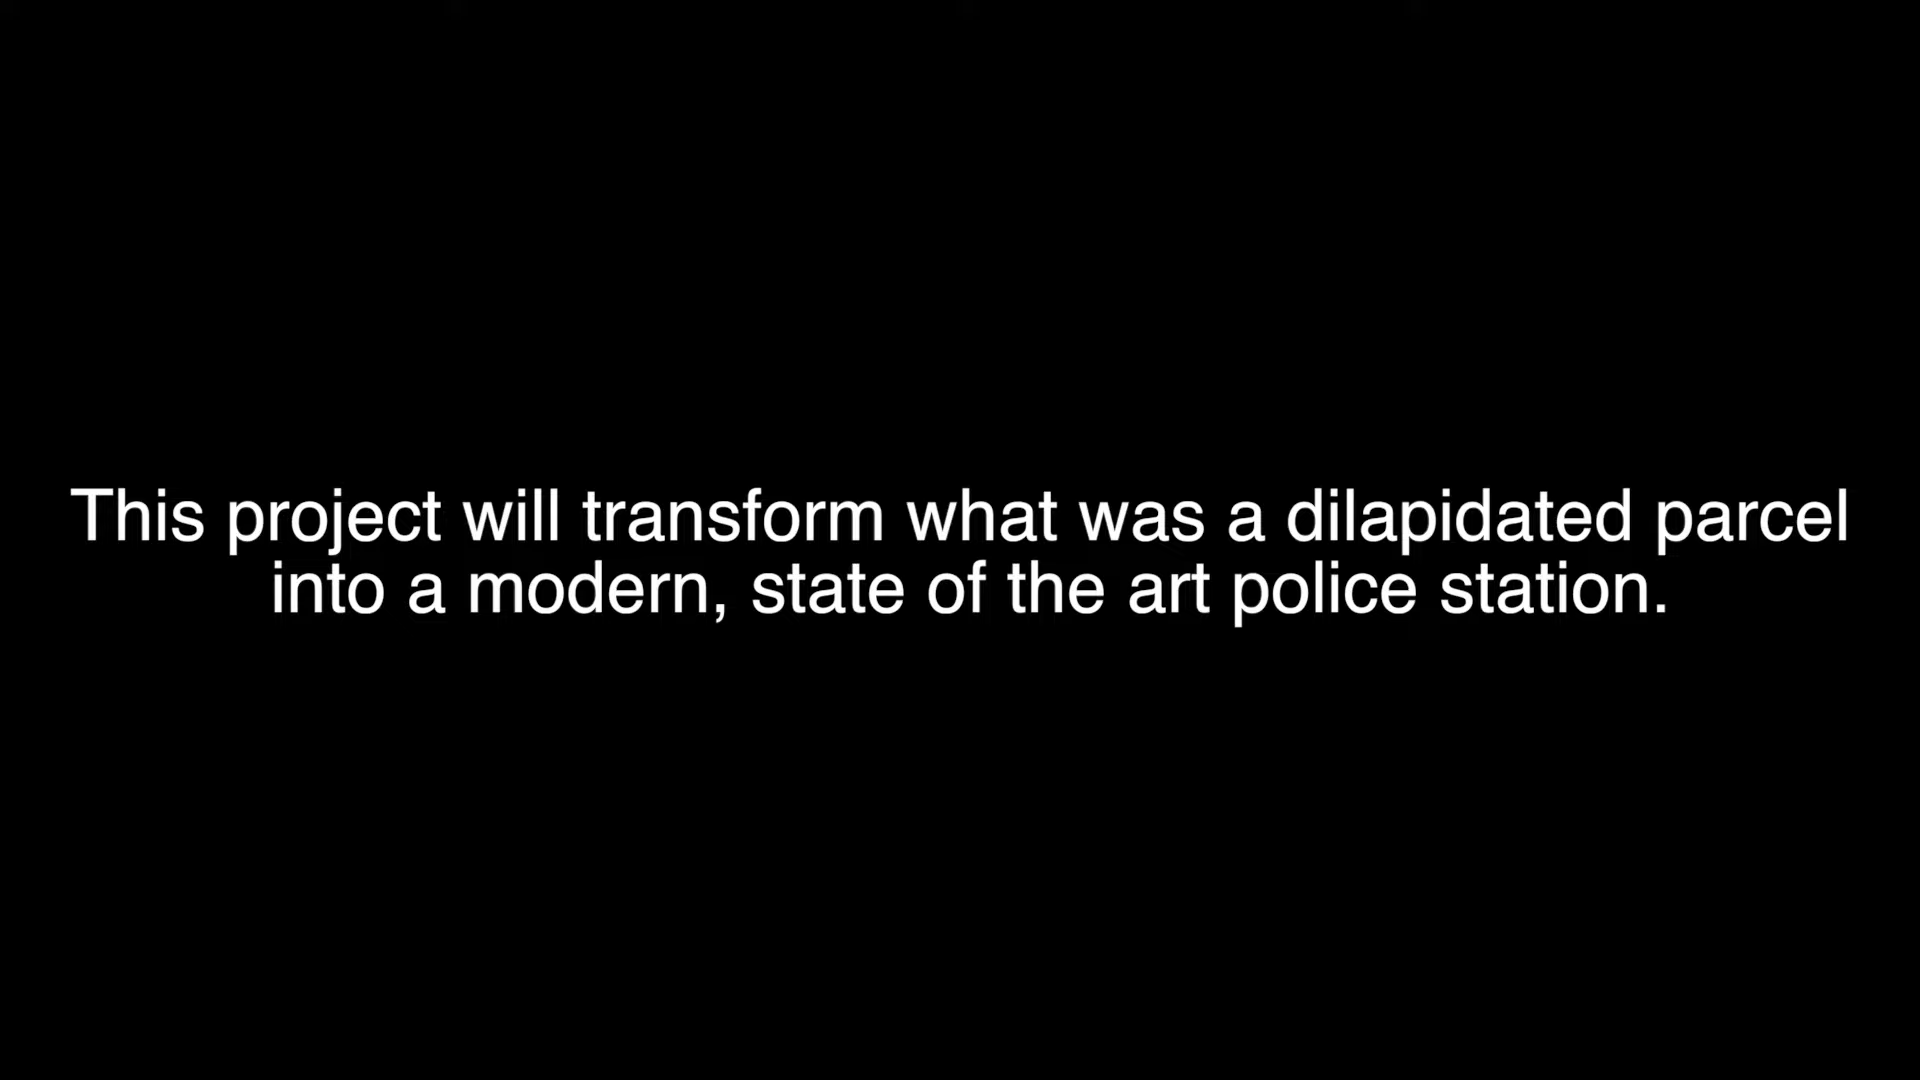 This project will transform what was a dilapidated parcel
into a modern, state of the art police station.